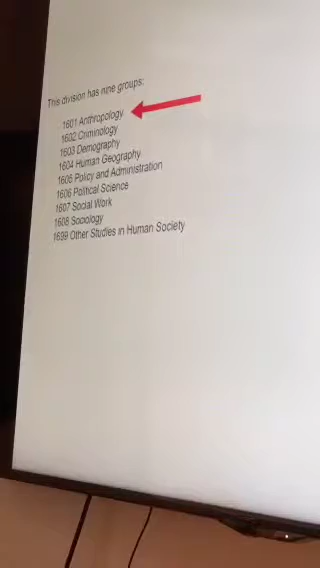 This division has nine groups:
1601 Anthropology
1602 Criminology
1603 Demography
1604 Human Geography
1605 Policy and Administration
1606 Political Science
1607 Social Work
1608 Sociology
1699 Other Studies in Human Society